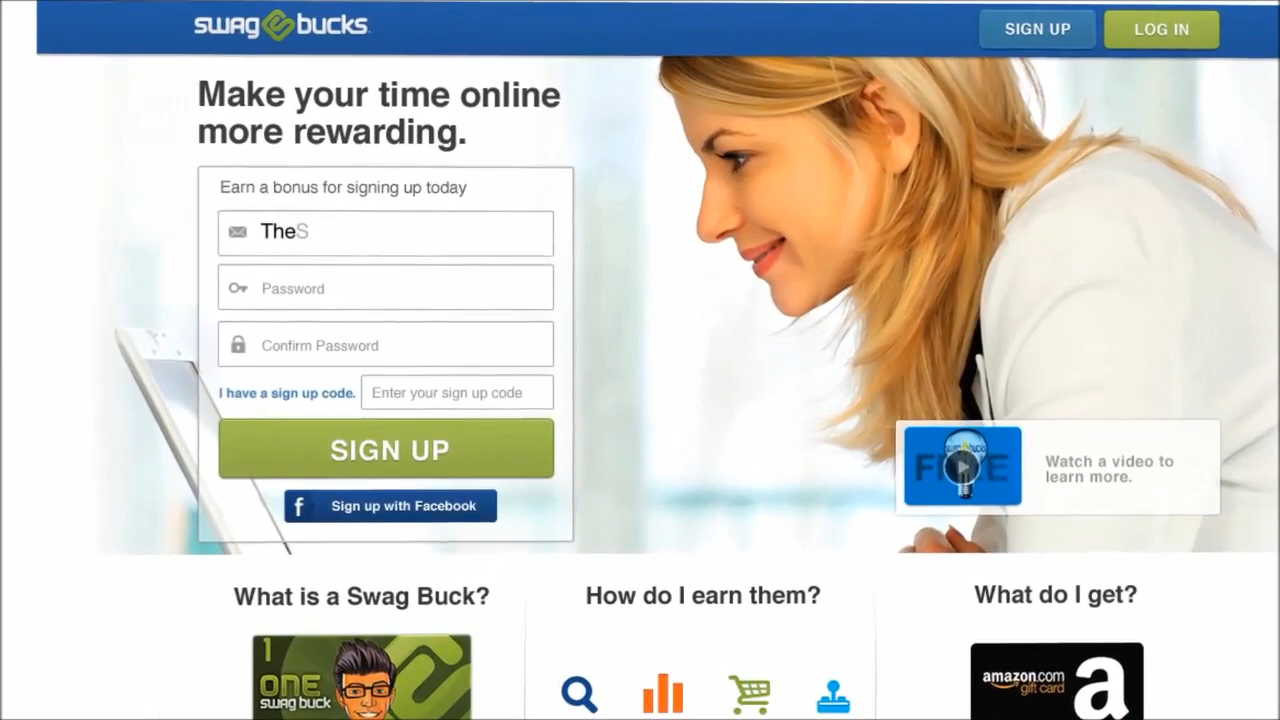 swag bucks
SIGN UP
LOG IN
Make your time online
more rewarding.
Earn a bonus for signing up today
TheS
Password
Confirm Password
I have a sign up code.
Enter your sign up code
SIGN UP
f Sign up with Facebook
swagbucks
FREE
Watch a video to
learn more.
What is a Swag Buck?
How do I earn them?
What do I get?
1
ONE
swag buck
amazon.com
gift card
a